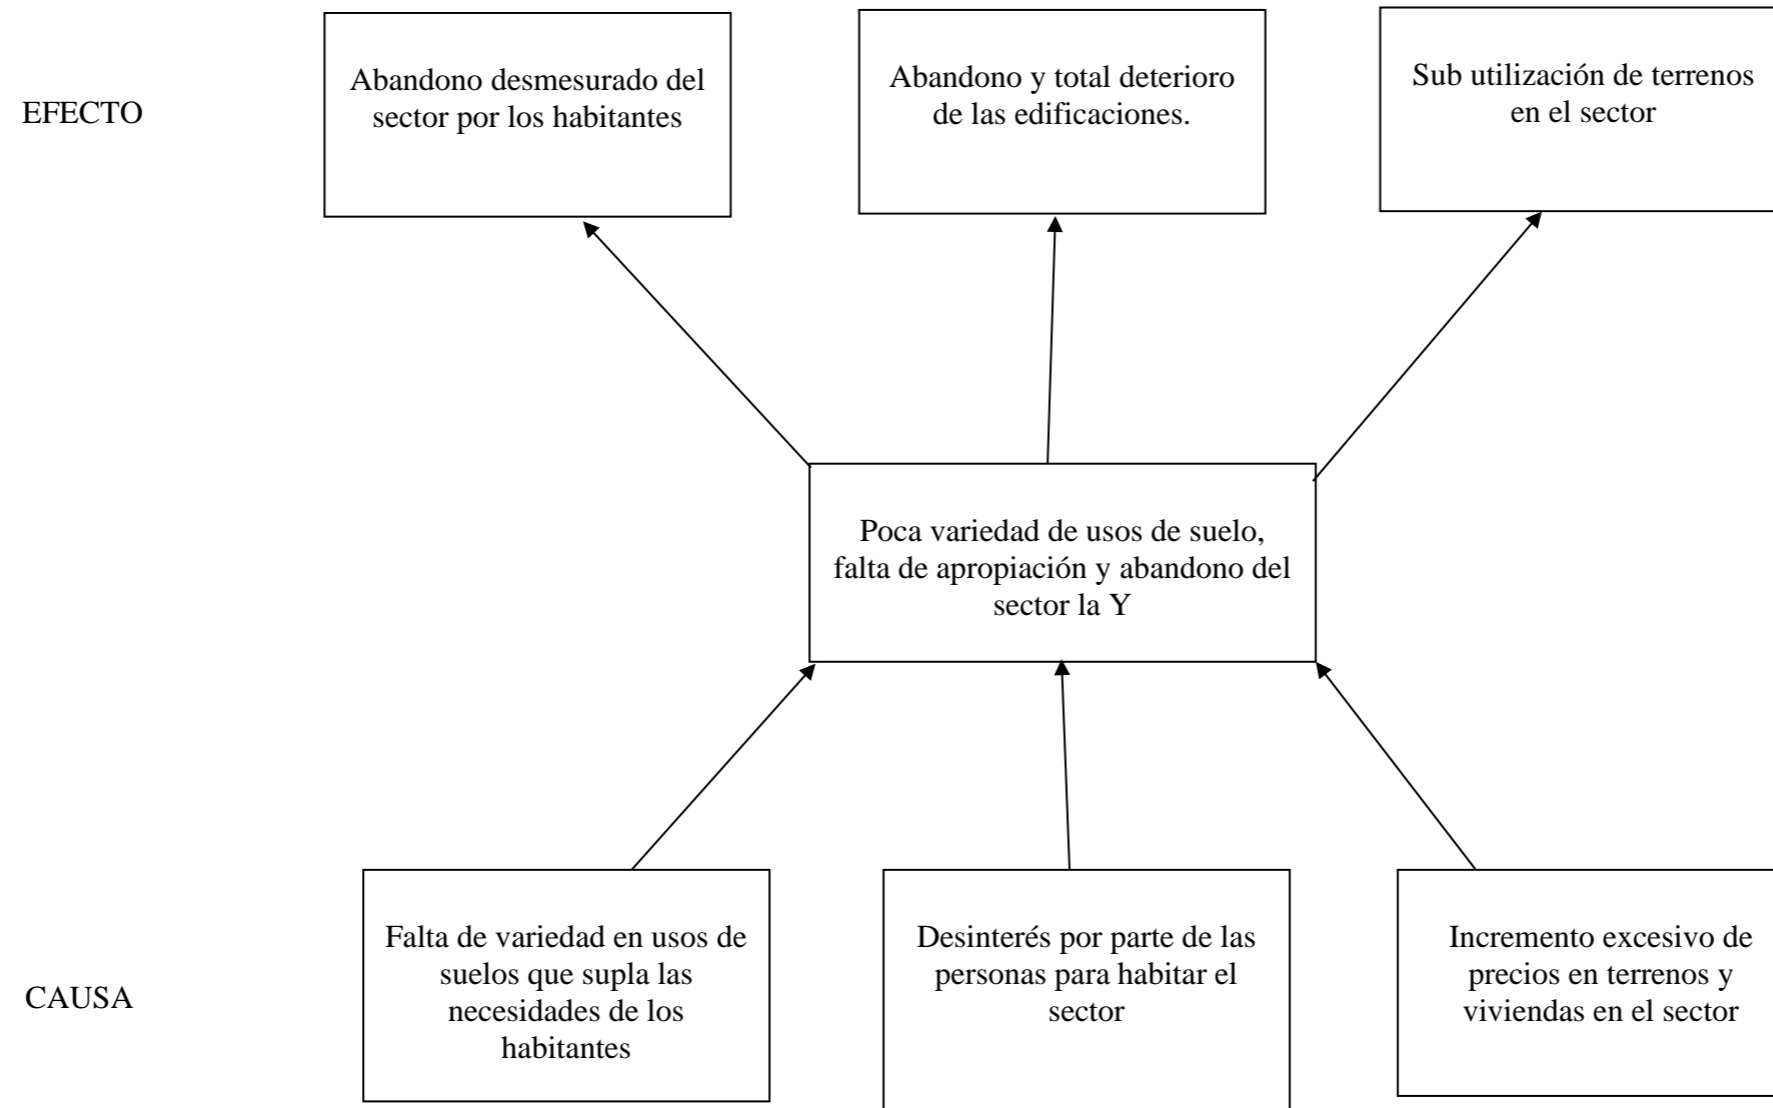 EFECTO
Abandono desmesurado del
sector por los habitantes
Abandono y total deterioro
de las edificaciones.
Sub utilización de terrenos
en el sector
Poca variedad de usos de suelo,
falta de apropiación y abandono del
sector la Y
CAUSA
Falta de variedad en usos de
suelos que supla las
necesidades de los
habitantes
Desinterés por parte de las
personas para habitar el
sector
Incremento excesivo de
precios en terrenos y
viviendas en el sector